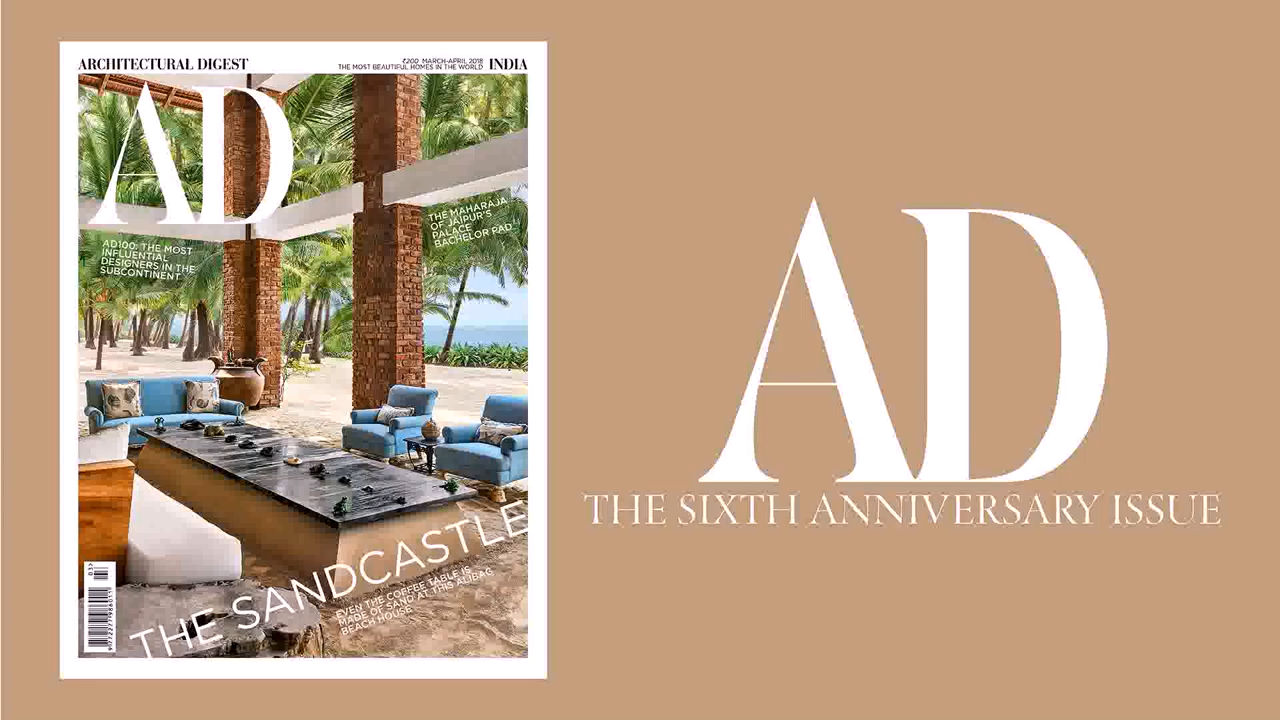 ARCHITECTURAL DIGEST
₹200 MARCH-APRIL 2018
THE MOST BEAUTIFUL HOMES IN THE WORLD
INDIA
AD
AD100: THE MOST
INFLUENTIAL
DESIGNERS IN THE
SUBCONTINENT
THE MAHARAJA
OF JAIPUR'S
PALACE
BACHELOR PAD
THE SANDCASTLE
EVEN THE COFFEE TABLE IS
MADE OF SAND AT THIS ALIBAG
BEACH HOUSE
AD
THE SIXTH ANNIVERSARY ISSUE